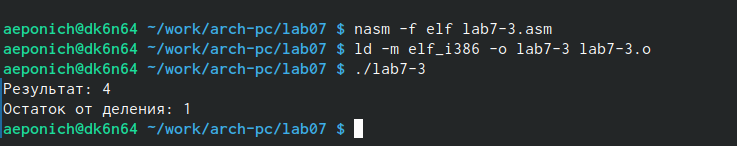 aeponich@dk6n64 ~/work/arch-pc/lab07 $ nasm -f elf lab7-3.asm
aeponich@dk6n64 ~/work/arch-pc/lab07 $ ld -m elf_i386 -o lab7-3 lab7-3.o
aeponich@dk6n64 ~/work/arch-pc/lab07 $ ./lab7-3
Результат: 4
Остаток от деления: 1
aeponich@dk6n64 ~/work/arch-pc/lab07 $